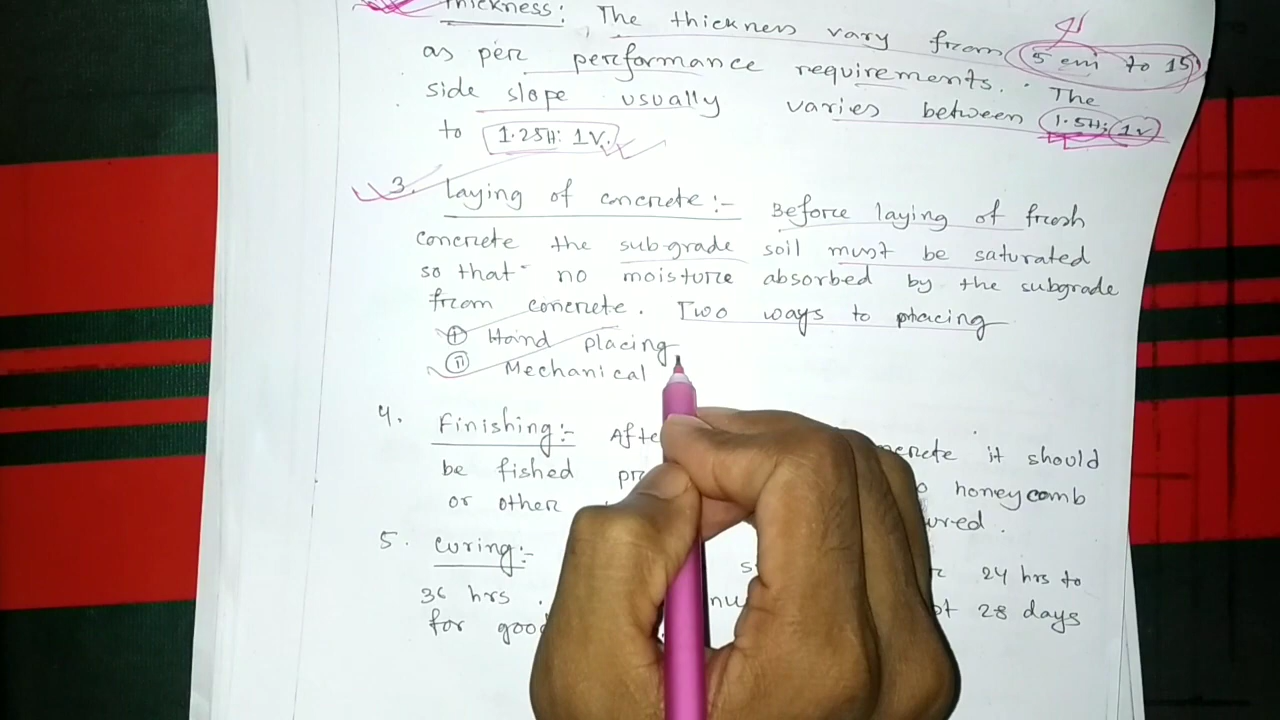 Thickness: The thickness vary from 5 cm to 15
as per performance requirements. The
side slope usually varies between 1.5H: 1V
to 1.25H: 1V.
3. Laying of concrete:- Before laying of fresh
concrete the subgrade soil must be saturated
so that no moisture absorbed by the subgrade
from concrete. Two ways to placing
(I) Hand placing
(II) Mechanical
4. Finishing:- it should
be fished honeycomb
or other
5. Curing:- 24 hrs to
36 hrs. 28 days
for